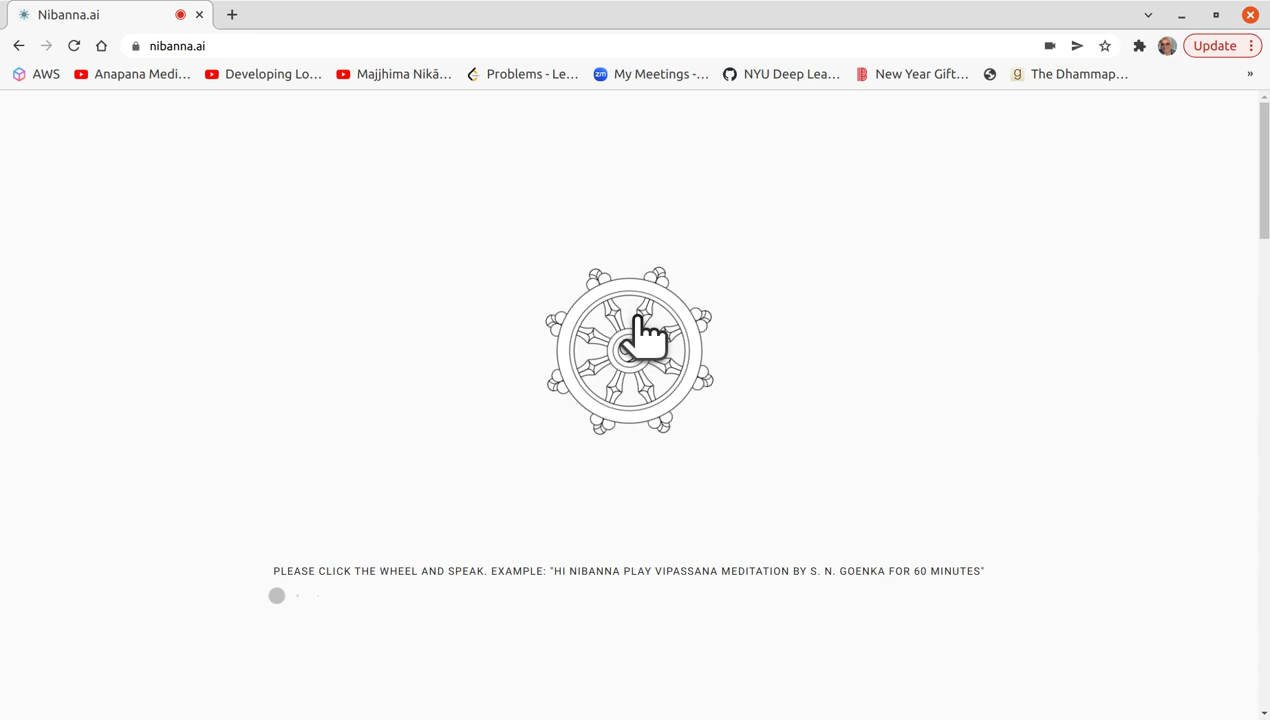 Nibanna.ai
nibanna.ai
Update
AWS
Anapana Medi...
Developing Lo...
Majjhima Nikā...
Problems - Le...
My Meetings -...
NYU Deep Lea...
New Year Gift...
The Dhammap...
PLEASE CLICK THE WHEEL AND SPEAK. EXAMPLE: "HI NIBANNA PLAY VIPASSANA MEDITATION BY S. N. GOENKA FOR 60 MINUTES"